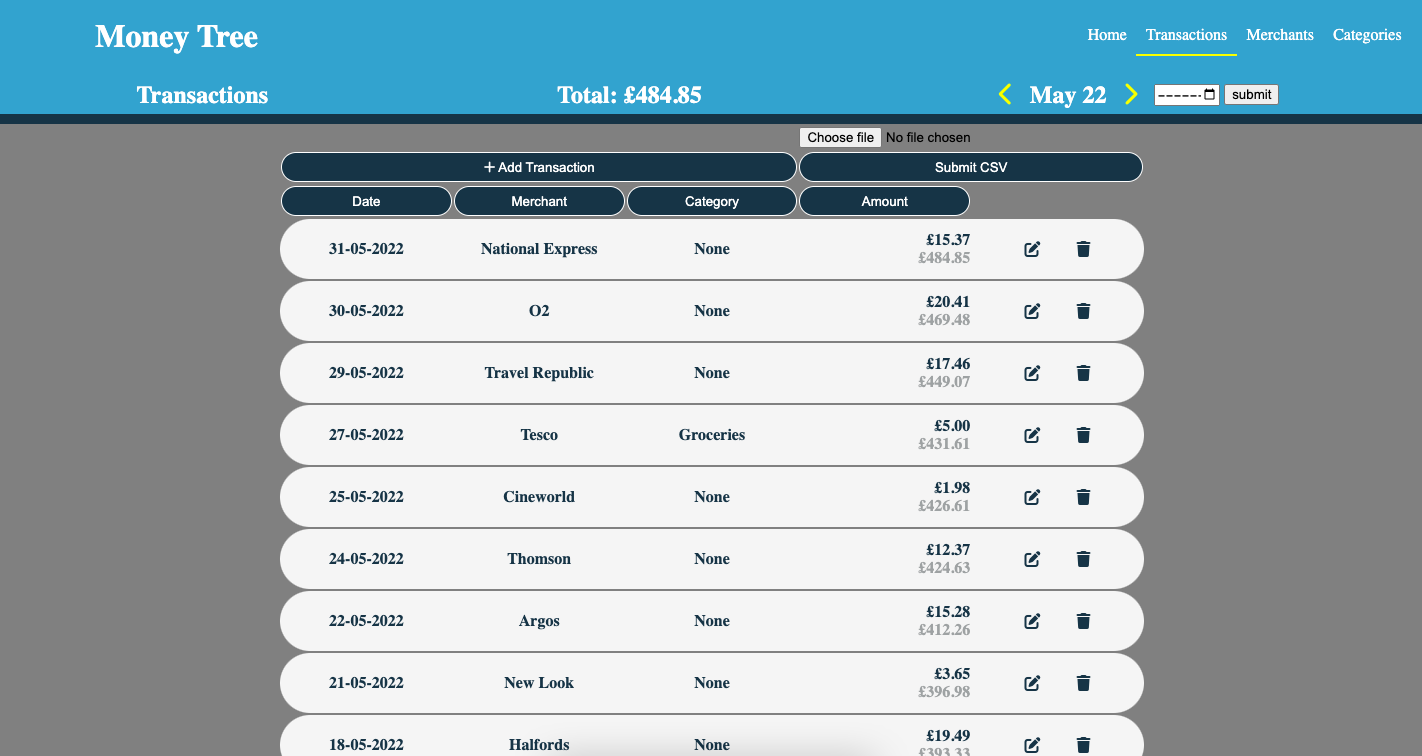 Money Tree
Home Transactions Merchants Categories
Transactions Total: £484.85 May 22 ------- submit
Choose file No file chosen
+ Add Transaction Submit CSV
Date Merchant Category Amount
31-05-2022 National Express None £15.37
£484.85
30-05-2022 O2 None £20.41
£469.48
29-05-2022 Travel Republic None £17.46
£449.07
27-05-2022 Tesco Groceries £5.00
£431.61
25-05-2022 Cineworld None £1.98
£426.61
24-05-2022 Thomson None £12.37
£424.63
22-05-2022 Argos None £15.28
£412.26
21-05-2022 New Look None £3.65
£396.98
18-05-2022 Halfords None £19.49
£393.33